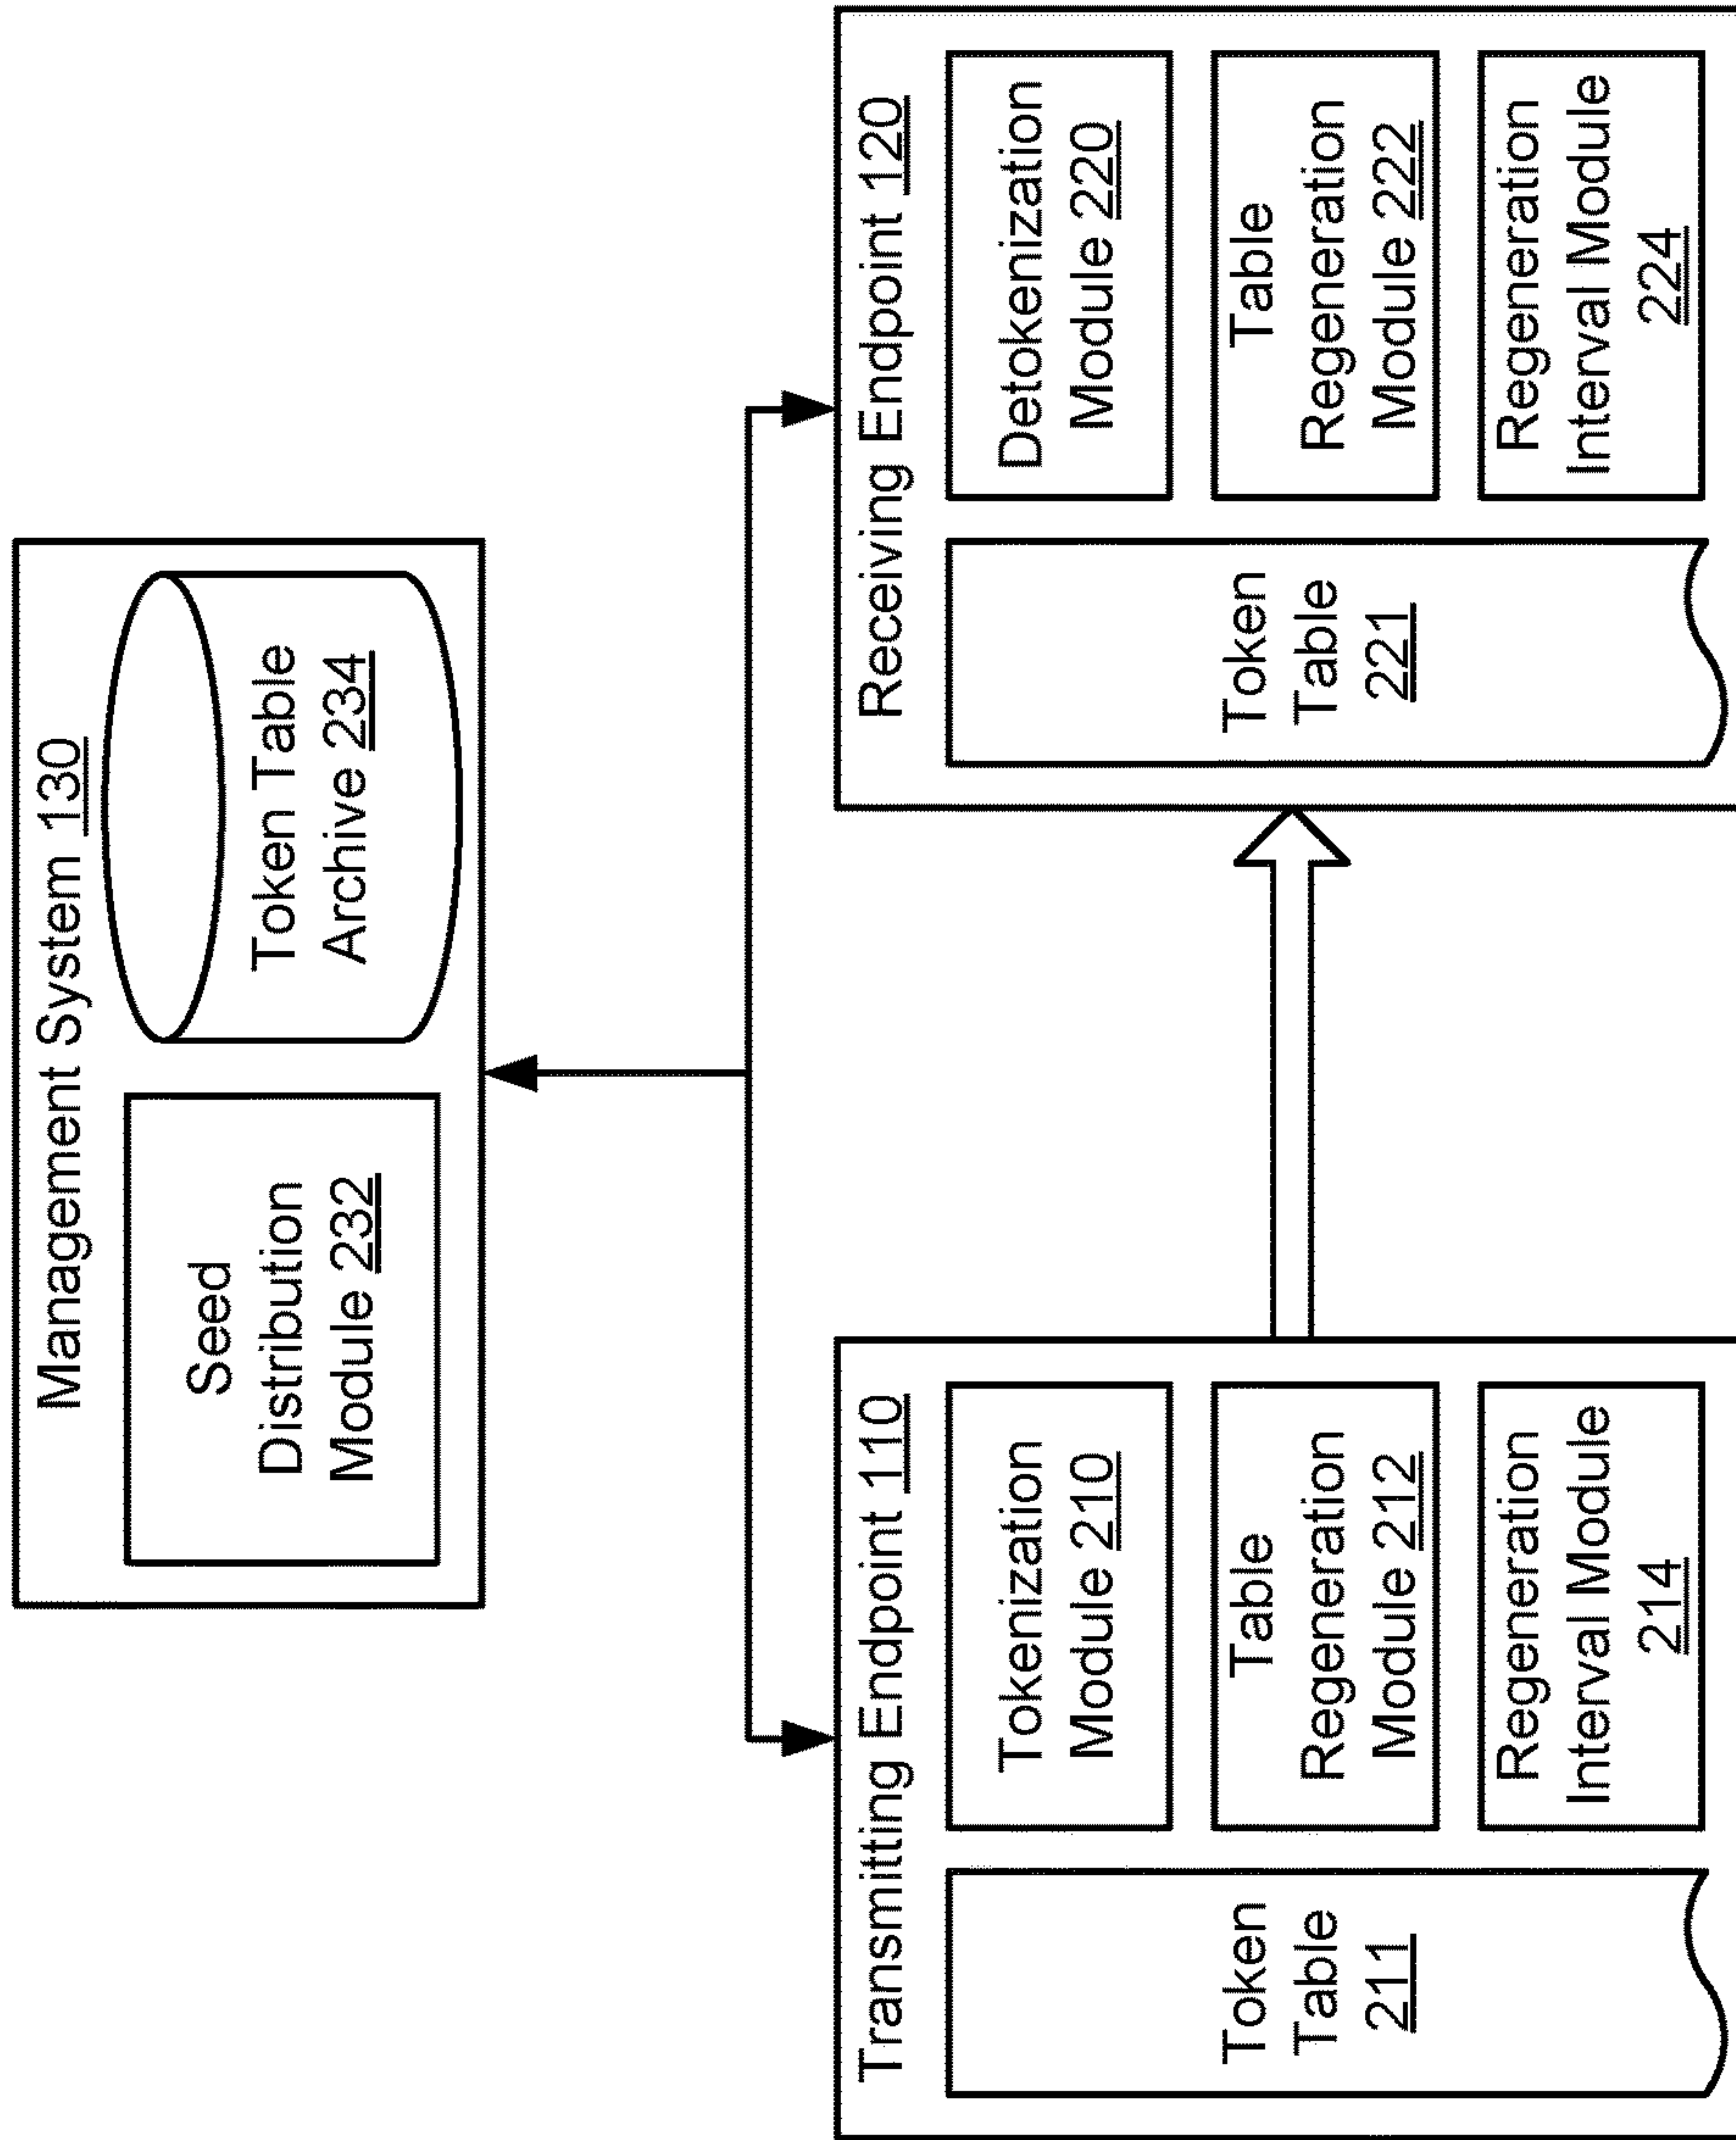 Management System 130
Seed
Distribution
Module 232
Token Table
Archive 234
Transmitting Endpoint 110
Token
Table
211
Tokenization
Module 210
Table
Regeneration
Module 212
Regeneration
Interval Module
214
Receiving Endpoint 120
Token
Table
221
Detokenization
Module 220
Table
Regeneration
Module 222
Regeneration
Interval Module
224